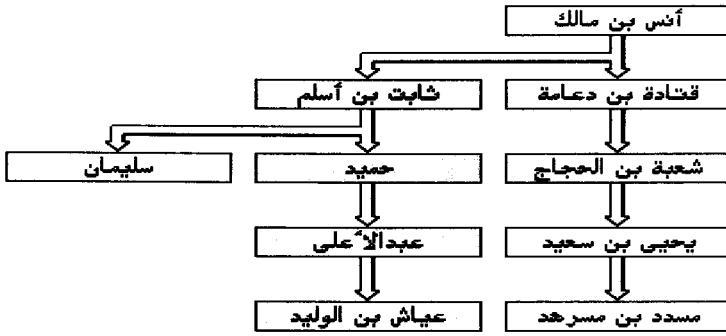 أنس بن مالك
قتادة بن دعامة
ثابت بن أسلم
شعبة بن الحجاج
حميد
سليمان
يحيى بن سعيد
عبدالأعلى
مسدد بن مسرهد
عياش بن الوليد